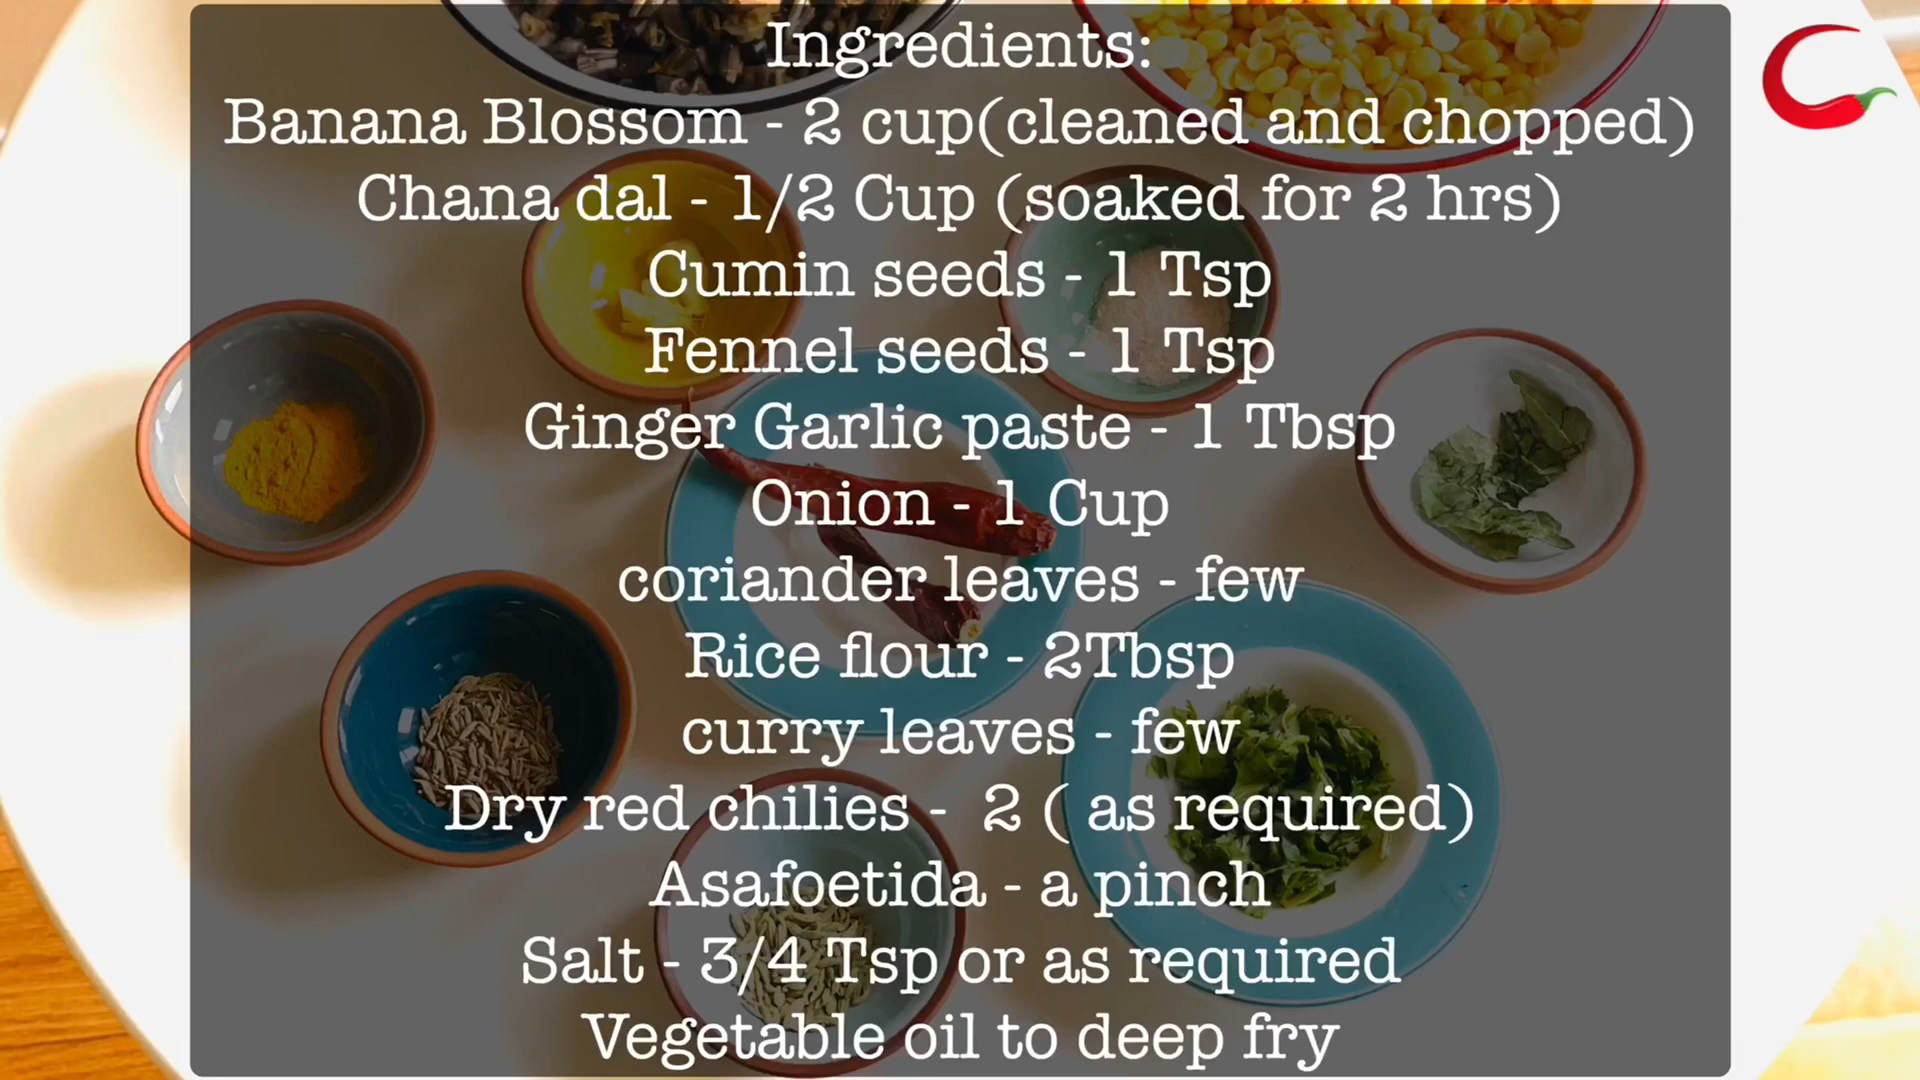 Ingredients:
Banana Blossom - 2 cup(cleaned and chopped)
Chana dal - 1/2 Cup (soaked for 2 hrs)
Cumin seeds - 1 Tsp
Fennel seeds - 1 Tsp
Ginger Garlic paste - 1 Tbsp
Onion - 1 Cup
coriander leaves - few
Rice flour - 2Tbsp
curry leaves - few
Dry red chilies -  2 ( as required)
Asafoetida - a pinch
Salt - 3/4 Tsp or as required
Vegetable oil to deep fry